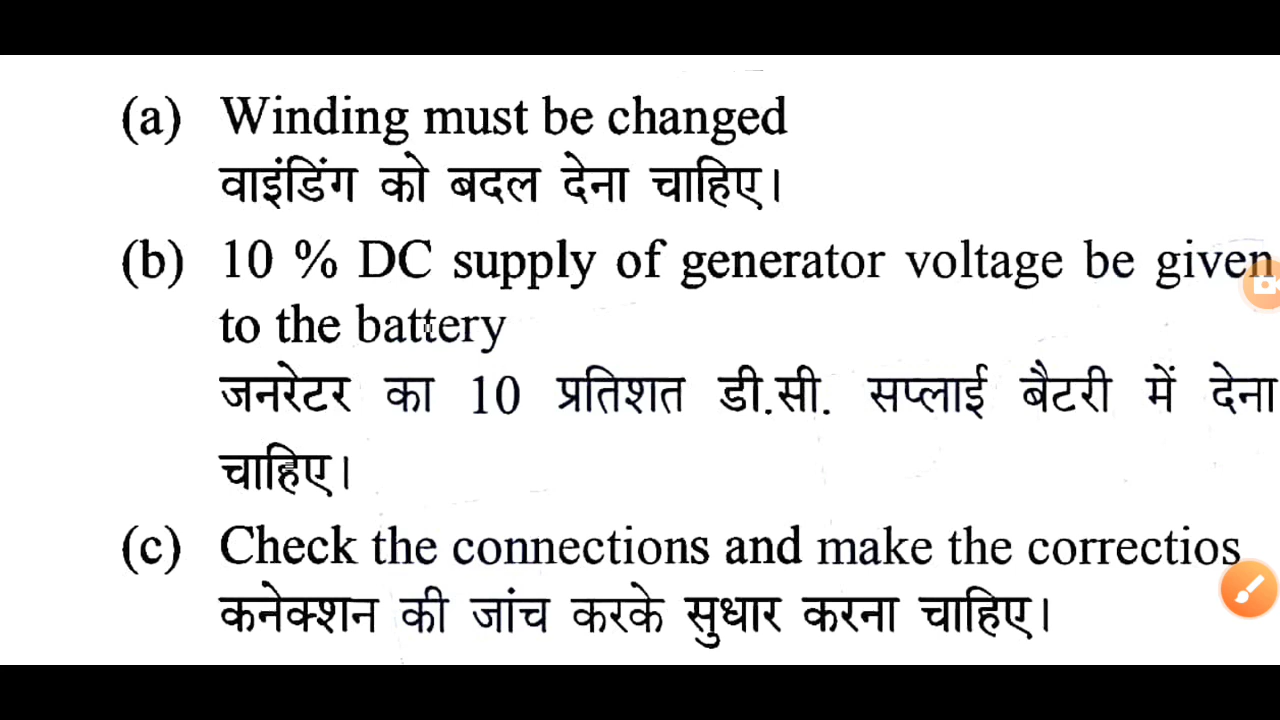 (a) Winding must be changed
वाइंडिंग को बदल देना चाहिए।
(b) 10 % DC supply of generator voltage be given
to the battery
जनरेटर का 10 प्रतिशत डी.सी. सप्लाई बैटरी में देना
चाहिए।
(c) Check the connections and make the correctios
कनेक्शन की जांच करके सुधार करना चाहिए।